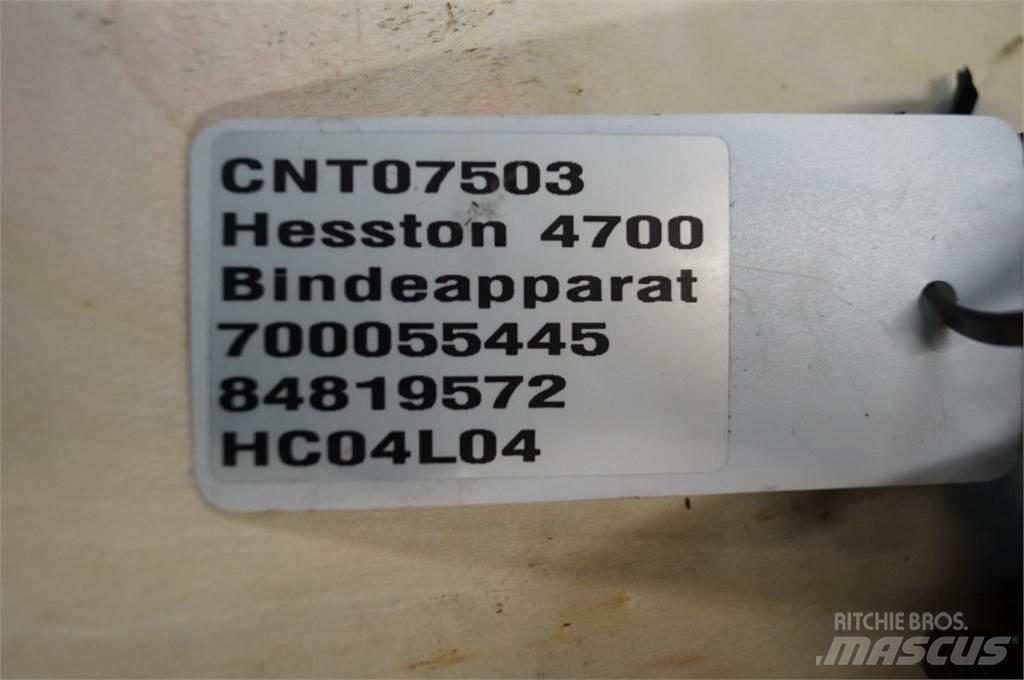 CNT07503
Hesston 4700
Bindeapparat
700055445
84819572
HC04L04
RITCHIE BROS.
MASCUS